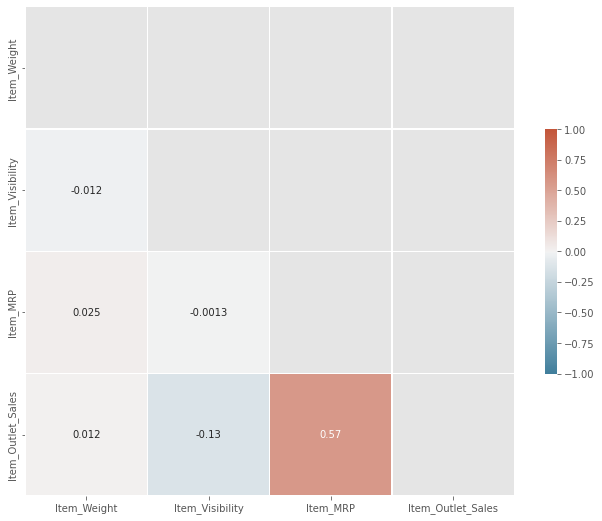 Item_Weight
Item_Visibility
Item_MRP
Item_Outlet_Sales
-0.012
0.025
-0.0013
0.012
-0.13
0.57
Item_Weight
Item_Visibility
Item_MRP
Item_Outlet_Sales
1.00
0.75
0.50
0.25
0.00
−0.25
−0.50
−0.75
−1.00